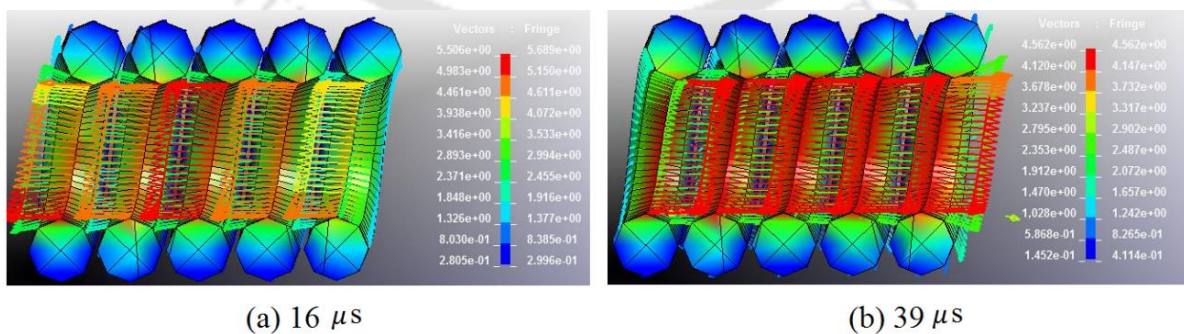 Vectors : Fringe
5.506e+00 5.689e+00
4.983e+00 5.150e+00
4.461e+00 4.611e+00
3.938e+00 4.072e+00
3.416e+00 3.533e+00
2.893e+00 2.994e+00
2.371e+00 2.455e+00
1.848e+00 1.916e+00
1.326e+00 1.377e+00
8.030e-01 8.385e-01
2.805e-01 2.996e-01
(a) 16 μs
Vectors : Fringe
4.562e+00 4.562e+00
4.120e+00 4.147e+00
3.678e+00 3.732e+00
3.237e+00 3.317e+00
2.795e+00 2.902e+00
2.353e+00 2.487e+00
1.912e+00 2.072e+00
1.470e+00 1.657e+00
1.028e+00 1.242e+00
5.868e-01 8.265e-01
1.452e-01 4.114e-01
(b) 39 μs